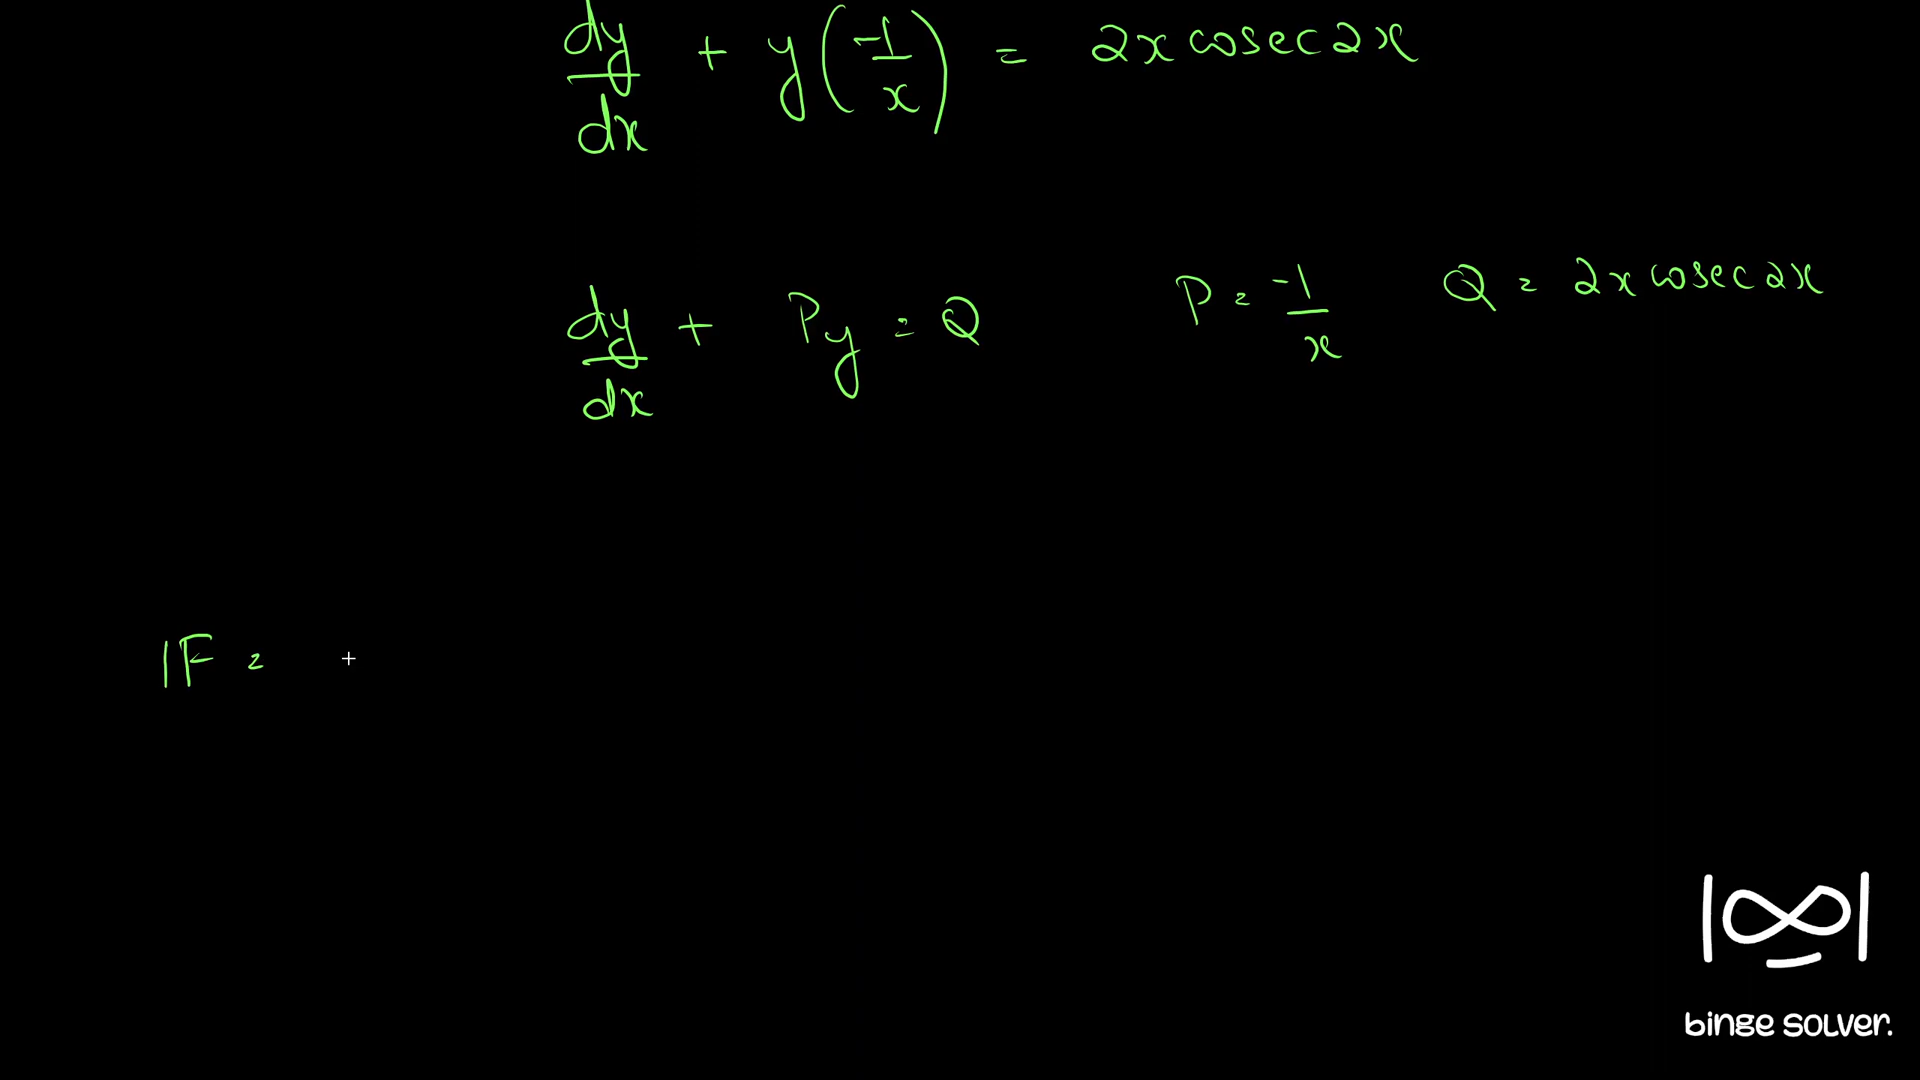 dy/dx + y(-1/x) = 2x cosec2x
dy/dx + Py = Q P = -1/x Q = 2x cosec2x
IF =
binge SOLVER.